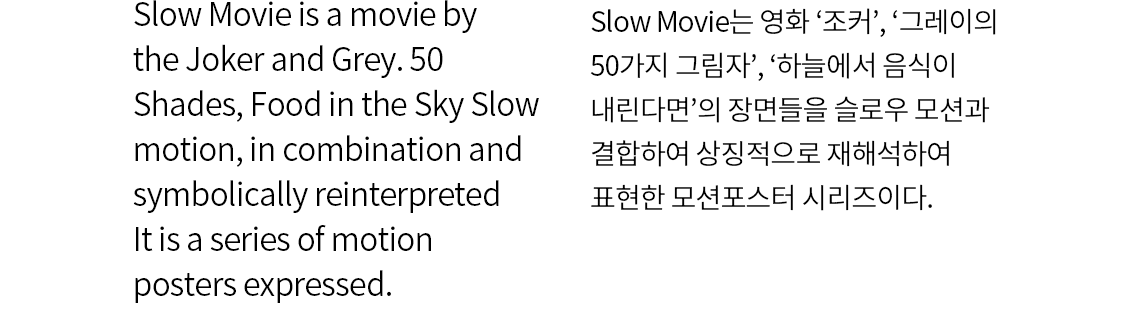 Slow Movie is a movie by
the Joker and Grey. 50
Shades, Food in the Sky Slow
motion, in combination and
symbolically reinterpreted
It is a series of motion
posters expressed.
Slow Movie는 영화 ‘조커’, ‘그레이의
50가지 그림자’, ‘하늘에서 음식이
내린다면’의 장면들을 슬로우 모션과
결합하여 상징적으로 재해석하여
표현한 모션포스터 시리즈이다.